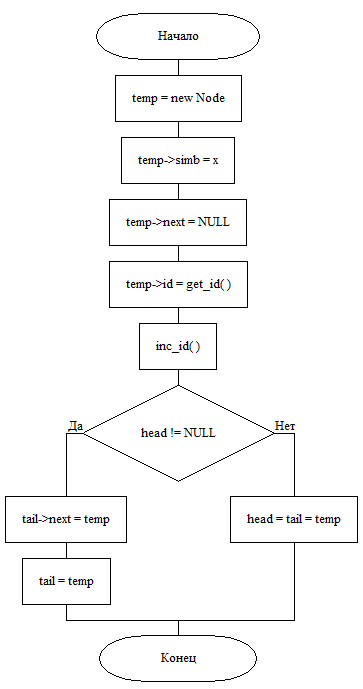 Начало
temp = new Node
temp->simb = x
temp->next = NULL
temp->id = get_id( )
inc_id( )
Да
head != NULL
Нет
tail->next = temp
head = tail = temp
tail = temp
Конец